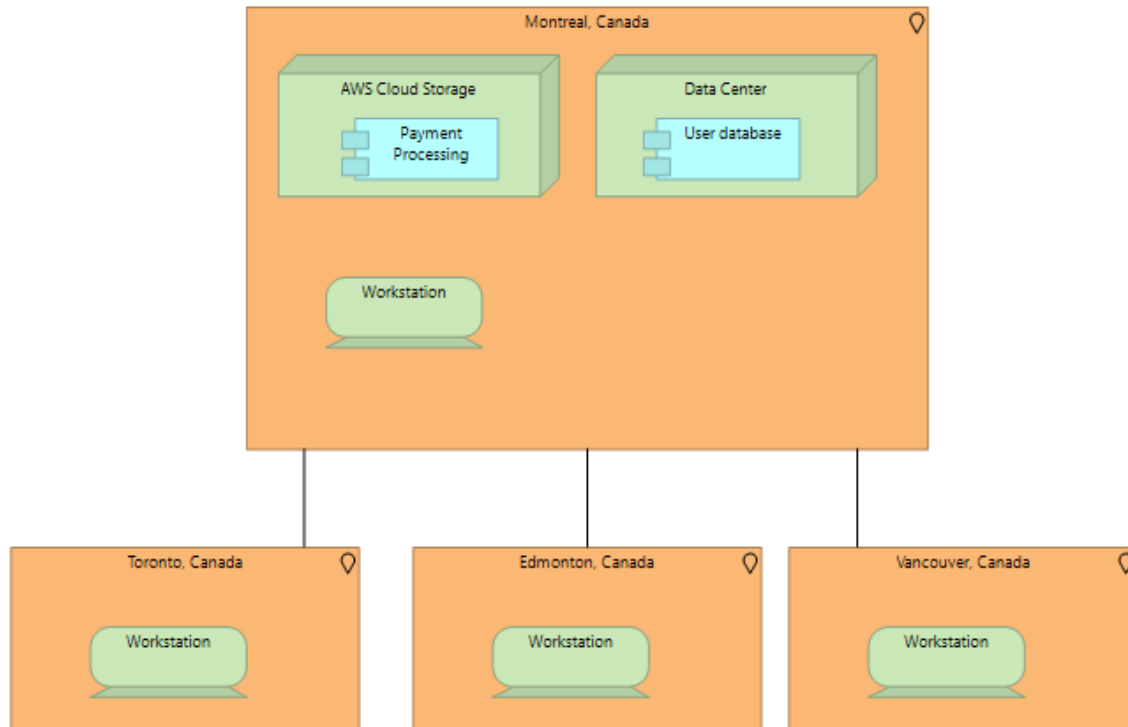 Montreal, Canada
AWS Cloud Storage
Data Center
Payment
Processing
User database
Workstation
Toronto, Canada
Edmonton, Canada
Vancouver, Canada
Workstation
Workstation
Workstation